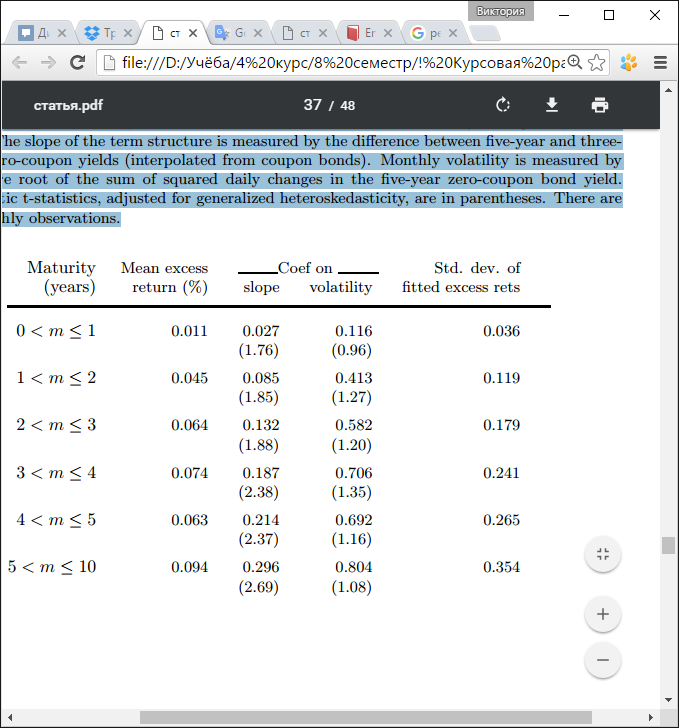 Виктория
Д
Тр
ст
G
ст
Er
ре
file:///D:/Учёба/4%20курс/8%20семестр/!%20Курсовая%20ра
статья.pdf
37 / 48
he slope of the term structure is measured by the difference between five-year and three-
ro-coupon yields (interpolated from coupon bonds). Monthly volatility is measured by
e root of the sum of squared daily changes in the five-year zero-coupon bond yield.
tic t-statistics, adjusted for generalized heteroskedasticity, are in parentheses. There are
hly observations.
Maturity Mean excess Coef on Std. dev. of
(years) return (%) slope volatility fitted excess rets
0 < m ≤ 1 0.011 0.027 0.116 0.036
(1.76) (0.96)
1 < m ≤ 2 0.045 0.085 0.413 0.119
(1.85) (1.27)
2 < m ≤ 3 0.064 0.132 0.582 0.179
(1.88) (1.20)
3 < m ≤ 4 0.074 0.187 0.706 0.241
(2.38) (1.35)
4 < m ≤ 5 0.063 0.214 0.692 0.265
(2.37) (1.16)
5 < m ≤ 10 0.094 0.296 0.804 0.354
(2.69) (1.08)